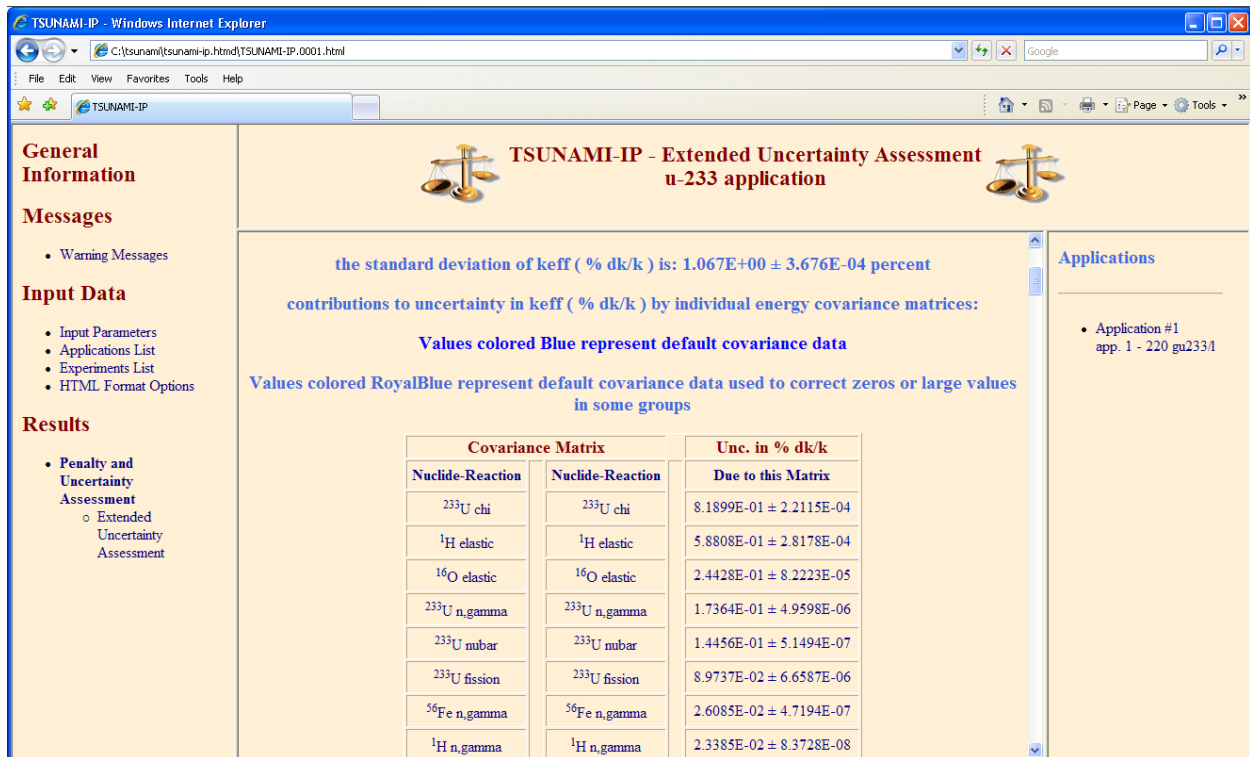 TSUNAMI-IP - Windows Internet Explorer
C:\tsunami\tsunami-ip.htmd\TSUNAMI-IP.0001.html
Google
File Edit View Favorites Tools Help
TSUNAMI-IP
Page Tools »
General
Information
Messages
• Warning Messages
Input Data
• Input Parameters
• Applications List
• Experiments List
• HTML Format Options
Results
• Penalty and
Uncertainty
Assessment
o Extended
Uncertainty
Assessment
TSUNAMI-IP - Extended Uncertainty Assessment
u-233 application
the standard deviation of keff ( % dk/k ) is: 1.067E+00 ± 3.676E-04 percent
contributions to uncertainty in keff ( % dk/k ) by individual energy covariance matrices:
Values colored Blue represent default covariance data
Values colored RoyalBlue represent default covariance data used to correct zeros or large values
in some groups
Covariance Matrix Unc. in % dk/k
Nuclide-Reaction Nuclide-Reaction Due to this Matrix
²³³U chi ²³³U chi 8.1899E-01 ± 2.2115E-04
¹H elastic ¹H elastic 5.8808E-01 ± 2.8178E-04
¹⁶O elastic ¹⁶O elastic 2.4428E-01 ± 8.2223E-05
²³³U n,gamma ²³³U n,gamma 1.7364E-01 ± 4.9598E-06
²³³U nubar ²³³U nubar 1.4456E-01 ± 5.1494E-07
²³³U fission ²³³U fission 8.9737E-02 ± 6.6587E-06
⁵⁶Fe n,gamma ⁵⁶Fe n,gamma 2.6085E-02 ± 4.7194E-07
¹H n,gamma ¹H n,gamma 2.3385E-02 ± 8.3728E-08
Applications
• Application #1
app. 1 - 220 gu233/1